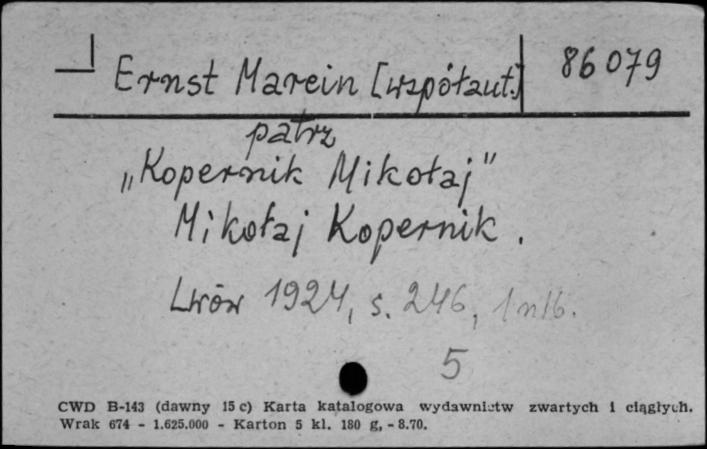 Ernst Marein [współaut.] 86079
patrz
„Kopernik Mikołaj"
Mikołaj Kopernik.
Lwów 1924, s. 246, 1 nlb.
5
CWD B-143 (dawny 15 c) Karta katalogowa wydawnictw zwartych i ciągłych.
Wrak 674 - 1.625.000 - Karton 5 kl. 180 g, - 8.70.